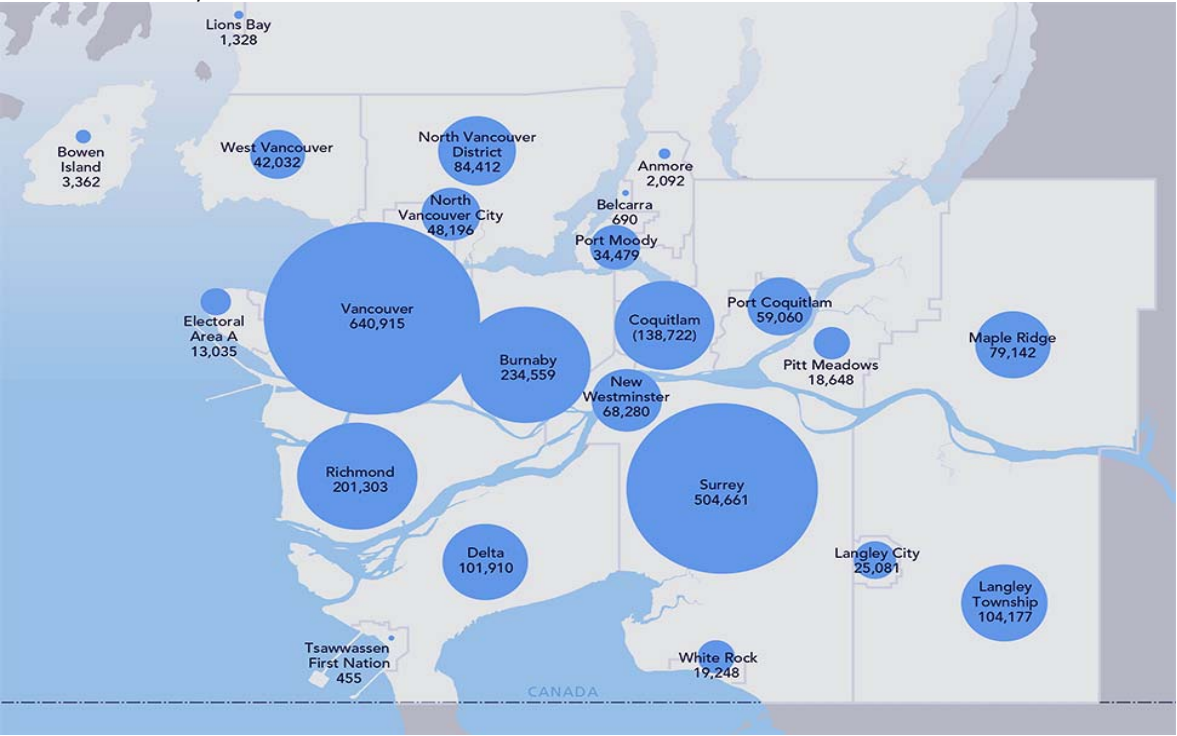 Lions Bay
1,328
Bowen
Island
3,362
West Vancouver
42,032
North Vancouver
District
84,412
North
Vancouver City
48,196
Anmore
2,092
Belcarra
690
Port Moody
34,479
Electoral
Area A
13,035
Vancouver
640,915
Burnaby
234,559
Coquitlam
(138,722)
Port Coquitlam
59,060
Pitt Meadows
18,648
Maple Ridge
79,142
New
Westminster
68,280
Richmond
201,303
Surrey
504,661
Delta
101,910
Langley City
25,081
Langley
Township
104,177
Tsawwassen
First Nation
455
White Rock
19,248
CANADA